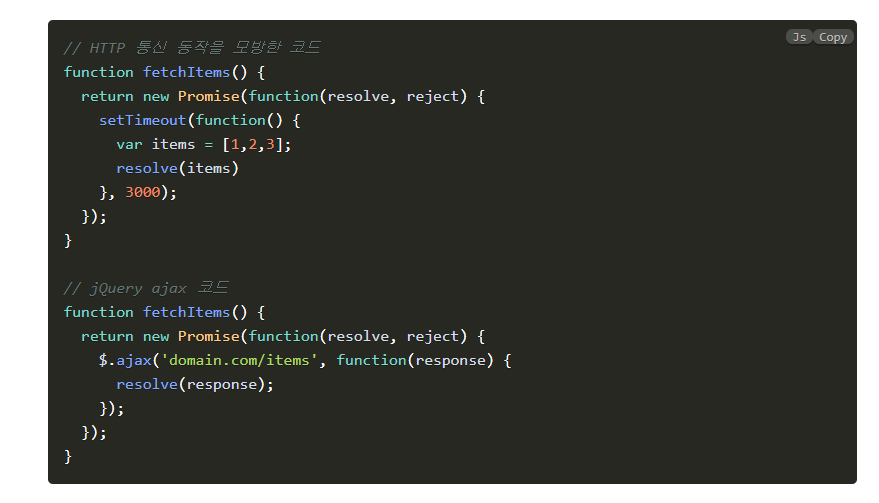 Js Copy
// HTTP 통신 동작을 모방한 코드
function fetchItems() {
  return new Promise(function(resolve, reject) {
    setTimeout(function() {
      var items = [1,2,3];
      resolve(items)
    }, 3000);
  });
}

// jQuery ajax 코드
function fetchItems() {
  return new Promise(function(resolve, reject) {
    $.ajax('domain.com/items', function(response) {
      resolve(response);
    });
  });
}